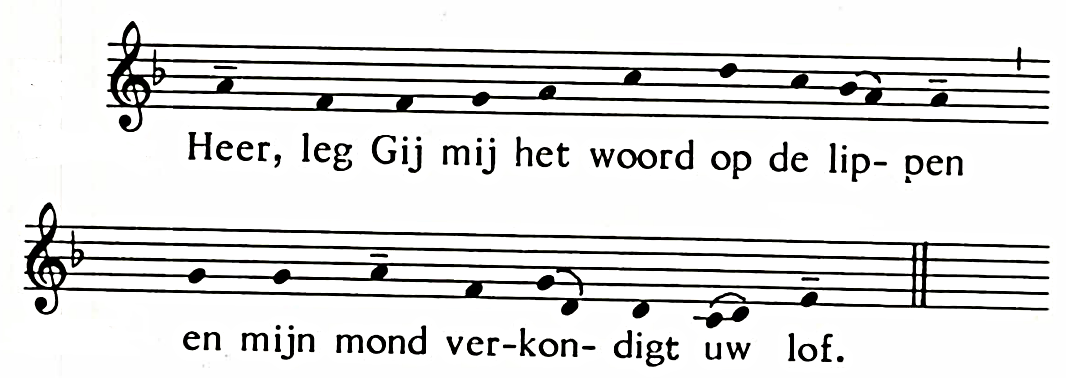 Heer, leg Gij mij het woord op de lip- pen
en mijn mond ver-kon- digt uw lof.